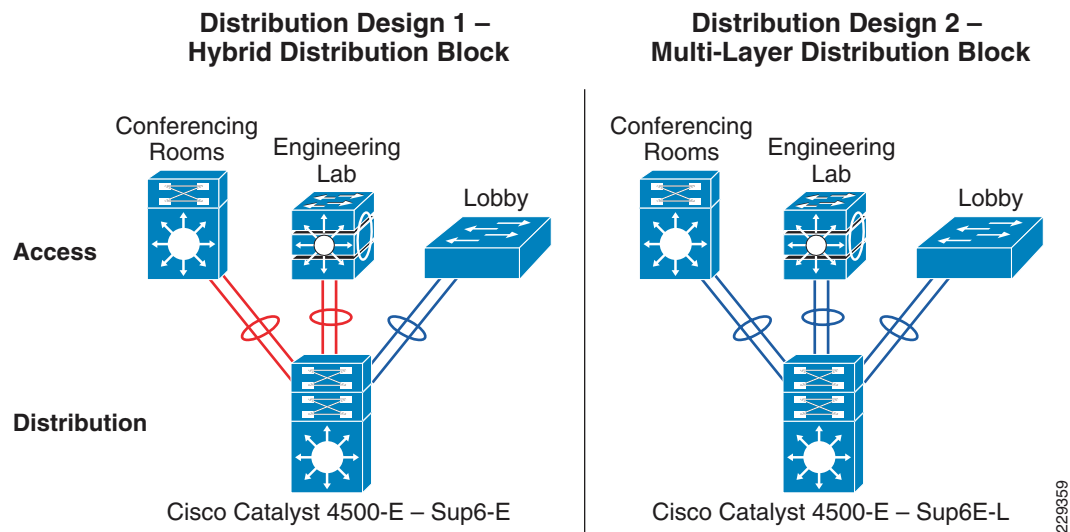 Distribution Design 1 –
Hybrid Distribution Block
Distribution Design 2 –
Multi-Layer Distribution Block
Conferencing
Rooms
Engineering
Lab
Lobby
Conferencing
Rooms
Engineering
Lab
Lobby
Access
Distribution
Cisco Catalyst 4500-E – Sup6-E
Cisco Catalyst 4500-E – Sup6E-L
229359